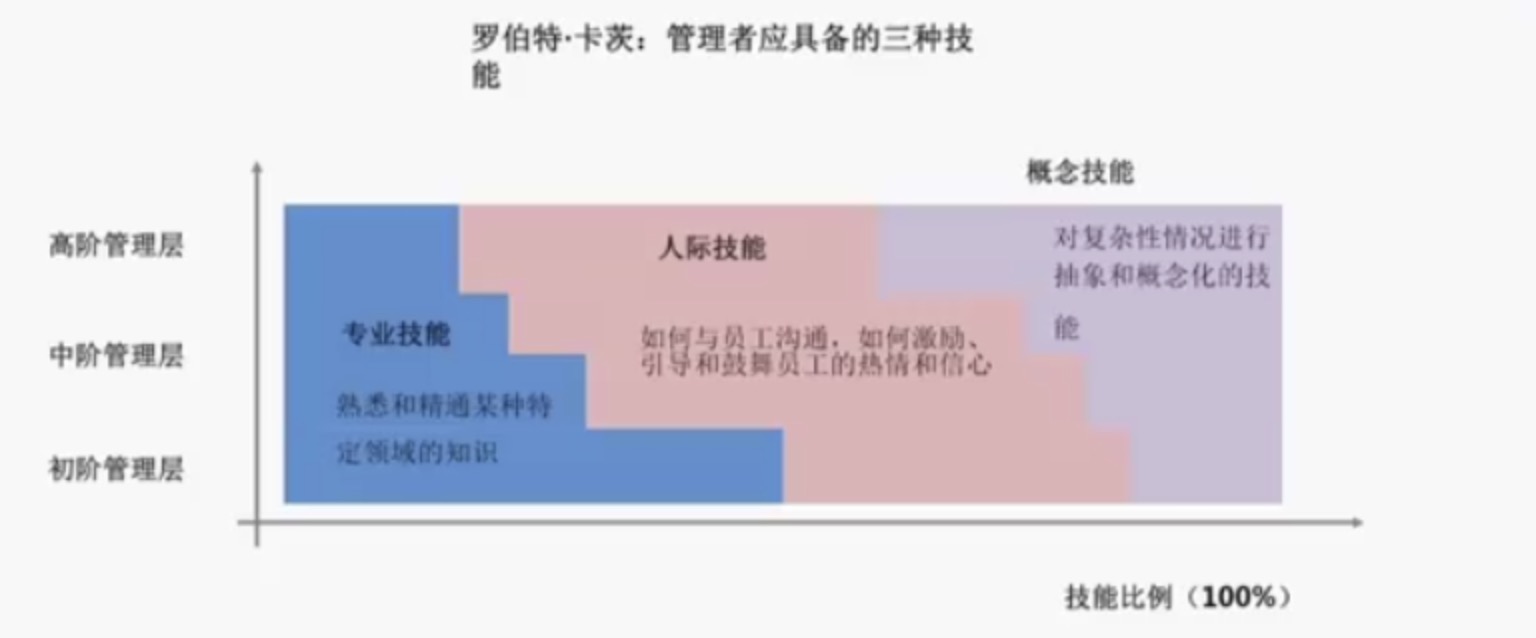 罗伯特·卡茨：管理者应具备的三种技
能
概念技能
高阶管理层
人际技能
对复杂性情况进行
抽象和概念化的技
能
中阶管理层
专业技能
如何与员工沟通，如何激励、
引导和鼓舞员工的热情和信心
熟悉和精通某种特
定领域的知识
初阶管理层
技能比例（100%）